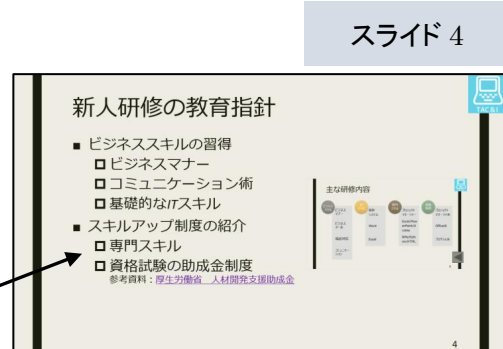 スライド 4
TAC&I
新人研修の教育指針
■ ビジネススキルの習得
ビジネスマナー
コミュニケーション術
基礎的なITスキル
■ スキルアップ制度の紹介
専門スキル
資格試験の助成金制度
参考資料:厚生労働省 人材開発支援助成金
主な研修内容
4